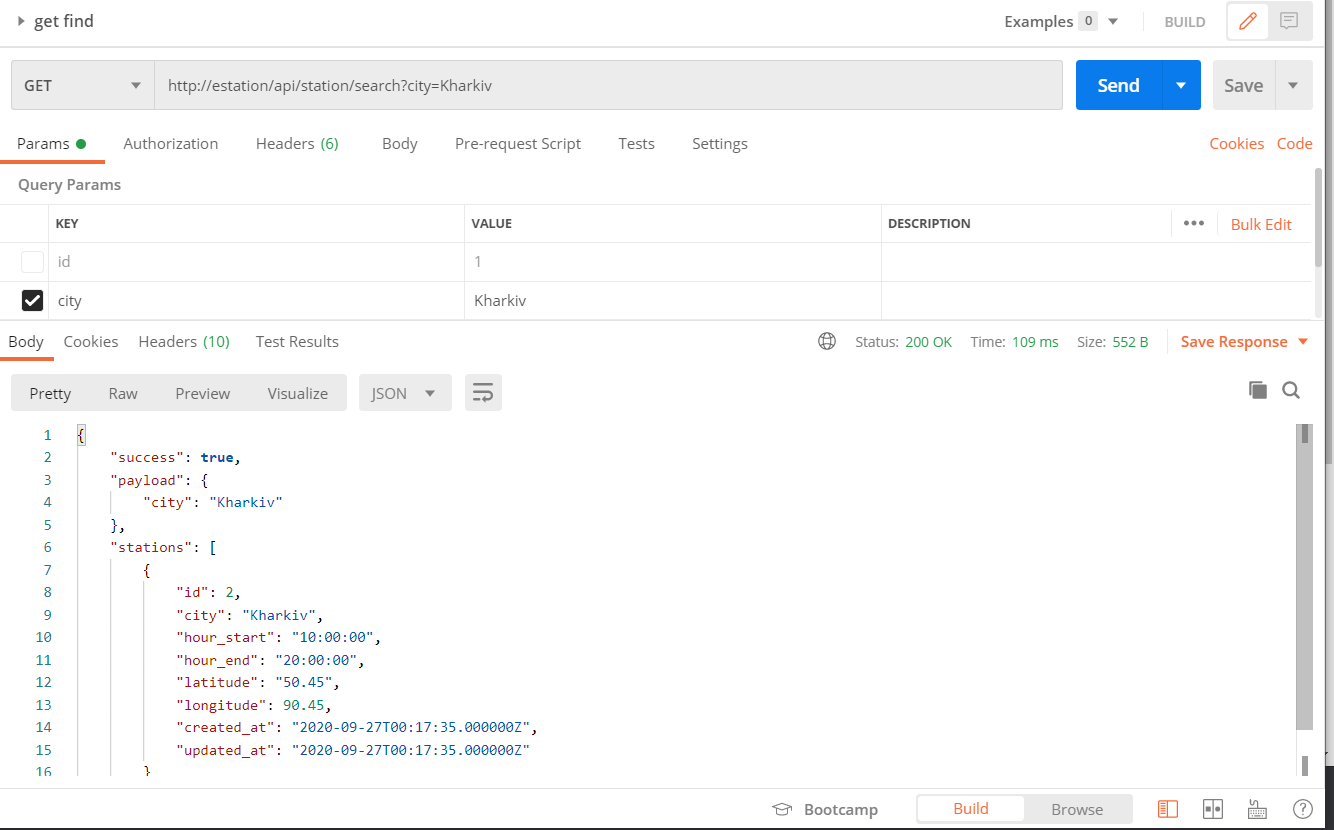 get find
Examples 0 BUILD
GET http://estation/api/station/search?city=Kharkiv Send Save
Params Authorization Headers (6) Body Pre-request Script Tests Settings Cookies Code
Query Params
KEY VALUE DESCRIPTION ••• Bulk Edit
id 1
city Kharkiv
Body Cookies Headers (10) Test Results Status: 200 OK Time: 109 ms Size: 552 B Save Response
Pretty Raw Preview Visualize JSON
1 {
2 "success": true,
3 "payload": {
4 "city": "Kharkiv"
5 },
6 "stations": [
7 {
8 "id": 2,
9 "city": "Kharkiv",
10 "hour_start": "10:00:00",
11 "hour_end": "20:00:00",
12 "latitude": "50.45",
13 "longitude": 90.45,
14 "created_at": "2020-09-27T00:17:35.000000Z",
15 "updated_at": "2020-09-27T00:17:35.000000Z"
16 }
Bootcamp Build Browse ?